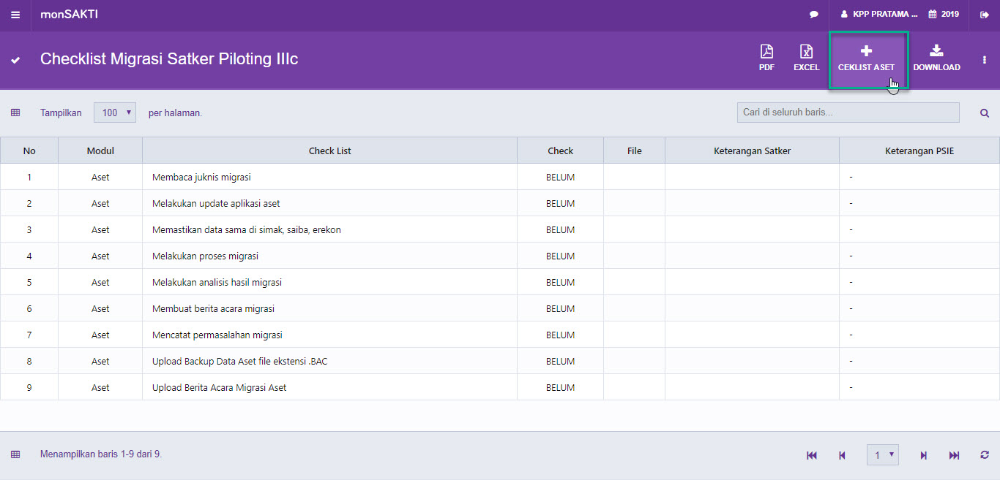 monSAKTI
KPP PRATAMA ... 2019
Checklist Migrasi Satker Piloting IIIc
PDF EXCEL CEKLIST ASET DOWNLOAD
Tampilkan 100 per halaman. Cari di seluruh baris...
No Modul Check List Check File Keterangan Satker Keterangan PSIE
1 Aset Membaca juknis migrasi BELUM -
2 Aset Melakukan update aplikasi aset BELUM -
3 Aset Memastikan data sama di simak, saiba, erekon BELUM -
4 Aset Melakukan proses migrasi BELUM -
5 Aset Melakukan analisis hasil migrasi BELUM -
6 Aset Membuat berita acara migrasi BELUM -
7 Aset Mencatat permasalahan migrasi BELUM -
8 Aset Upload Backup Data Aset file ekstensi .BAC BELUM -
9 Aset Upload Berita Acara Migrasi Aset BELUM -
Menampilkan baris 1-9 dari 9. 1